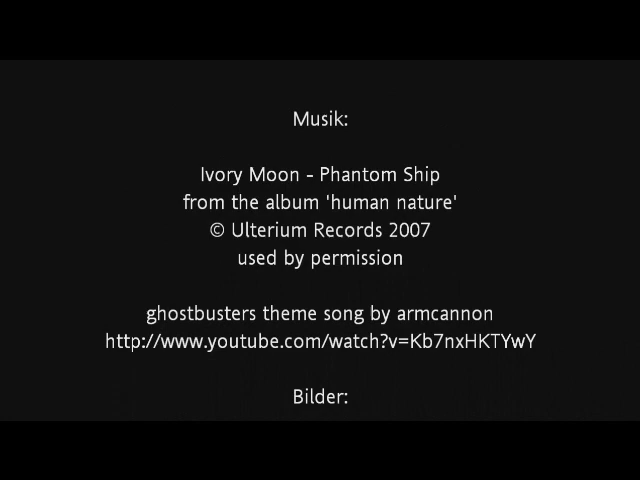 Musik:
Ivory Moon - Phantom Ship
from the album 'human nature'
© Ulterium Records 2007
used by permission
ghostbusters theme song by armcannon
http://www.youtube.com/watch?v=Kb7nxHKTYwY
Bilder: